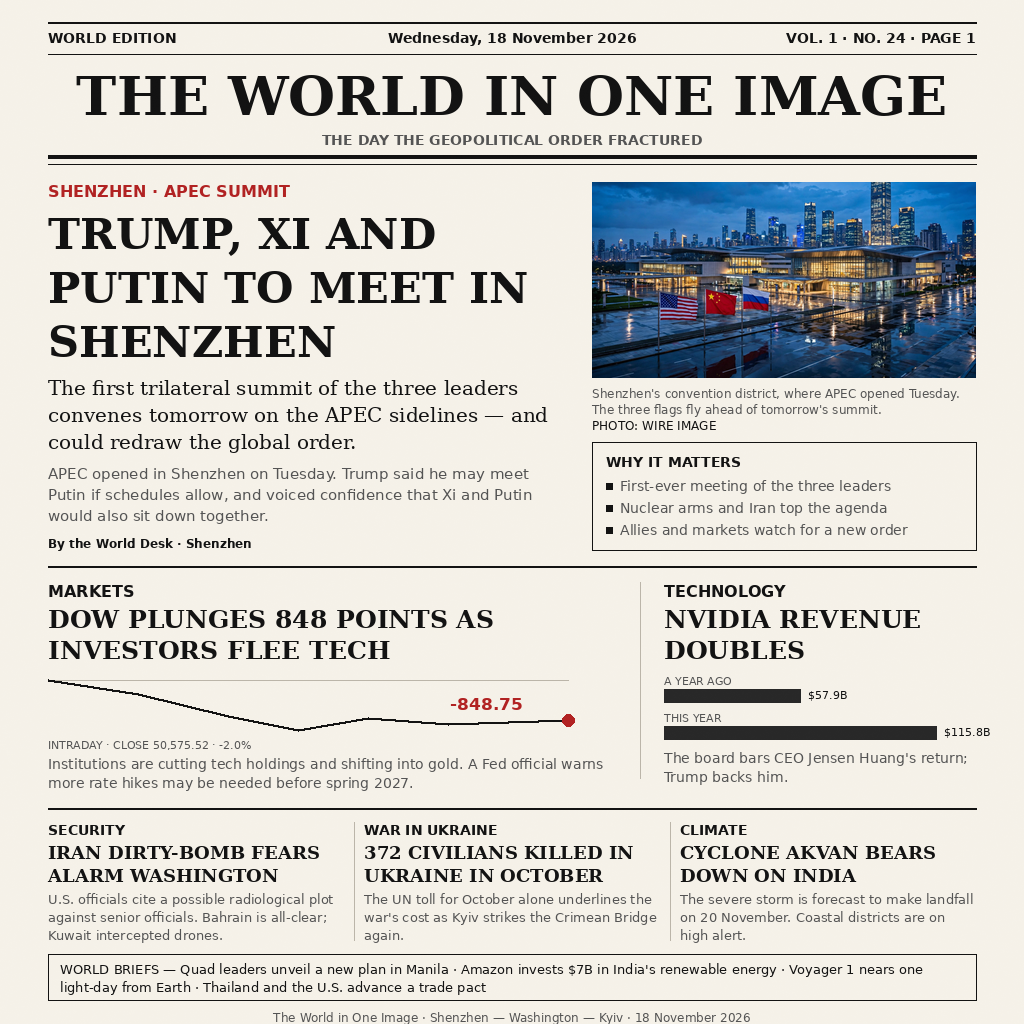 WORLD EDITION
Wednesday, 18 November 2026
VOL. 1 · NO. 24 · PAGE 1
THE WORLD IN ONE IMAGE
THE DAY THE GEOPOLITICAL ORDER FRACTURED
SHENZHEN · APEC SUMMIT
TRUMP, XI AND
PUTIN TO MEET IN
SHENZHEN
The first trilateral summit of the three leaders
convenes tomorrow on the APEC sidelines — and
could redraw the global order.
APEC opened in Shenzhen on Tuesday. Trump said he may meet
Putin if schedules allow, and voiced confidence that Xi and Putin
would also sit down together.
By the World Desk · Shenzhen
Shenzhen's convention district, where APEC opened Tuesday.
The three flags fly ahead of tomorrow's summit.
PHOTO: WIRE IMAGE
WHY IT MATTERS
First-ever meeting of the three leaders
Nuclear arms and Iran top the agenda
Allies and markets watch for a new order
MARKETS
DOW PLUNGES 848 POINTS AS
INVESTORS FLEE TECH
-848.75
INTRADAY · CLOSE 50,575.52 · -2.0%
Institutions are cutting tech holdings and shifting into gold. A Fed official warns
more rate hikes may be needed before spring 2027.
TECHNOLOGY
NVIDIA REVENUE
DOUBLES
A YEAR AGO
$57.9B
THIS YEAR
$115.8B
The board bars CEO Jensen Huang's return;
Trump backs him.
SECURITY
IRAN DIRTY-BOMB FEARS
ALARM WASHINGTON
U.S. officials cite a possible radiological plot
against senior officials. Bahrain is all-clear;
Kuwait intercepted drones.
WAR IN UKRAINE
372 CIVILIANS KILLED IN
UKRAINE IN OCTOBER
The UN toll for October alone underlines the
war's cost as Kyiv strikes the Crimean Bridge
again.
CLIMATE
CYCLONE AKVAN BEARS
DOWN ON INDIA
The severe storm is forecast to make landfall
on 20 November. Coastal districts are on
high alert.
WORLD BRIEFS — Quad leaders unveil a new plan in Manila · Amazon invests $7B in India's renewable energy · Voyager 1 nears one
light-day from Earth · Thailand and the U.S. advance a trade pact
The World in One Image · Shenzhen — Washington — Kyiv · 18 November 2026